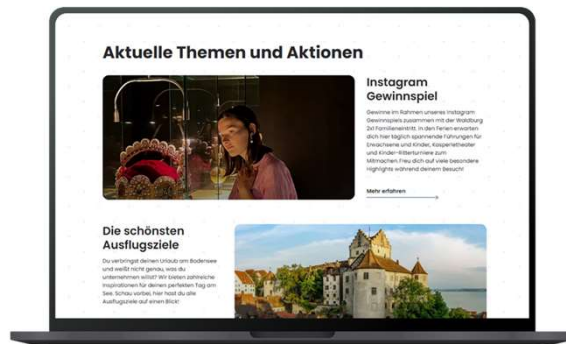 Aktuelle Themen und Aktionen
Instagram
Gewinnspiel
Gewinne im Rahmen unseres Instagram
Gewinnspiels zusammen mit der Waldburg
2x1 Familieneintritt. In den Ferien erwarten
dich hier täglich spannende Führungen für
Erwachsene und Kinder, Kasperletheater
und Kinder-Ritterturniere zum
Mitmachen. Freu dich auf viele besondere
Highlights während deinem Besuch!
Mehr erfahren
Die schönsten
Ausflugsziele
Du verbringst deinen Urlaub am Bodensee
und weißt nicht genau, was du
unternehmen willst? Wir bieten zahlreiche
Inspirationen für deinen perfekten Tag am
See. Schau vorbei, hier hast du alle
Ausflugsziele auf einen Blick!